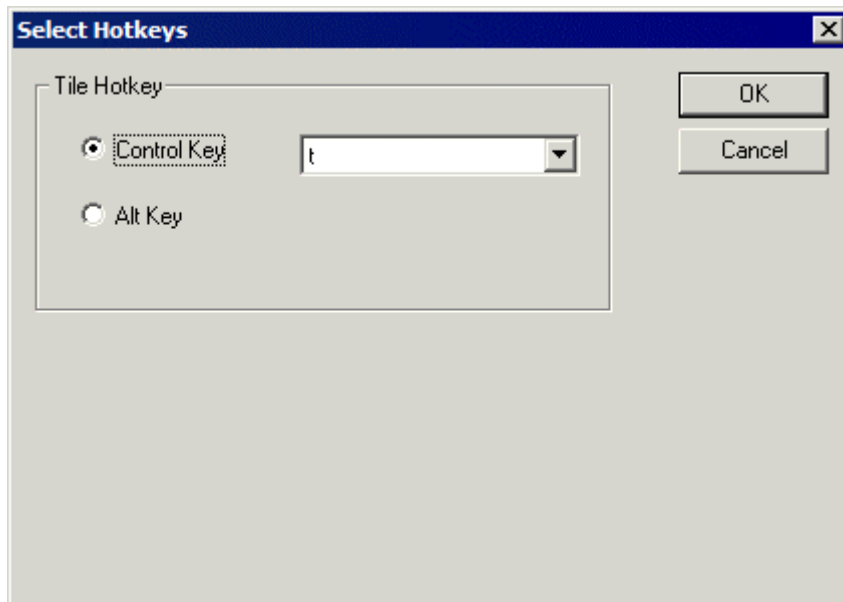 Select Hotkeys
Tile Hotkey
OK
Control Key
t
Cancel
Alt Key